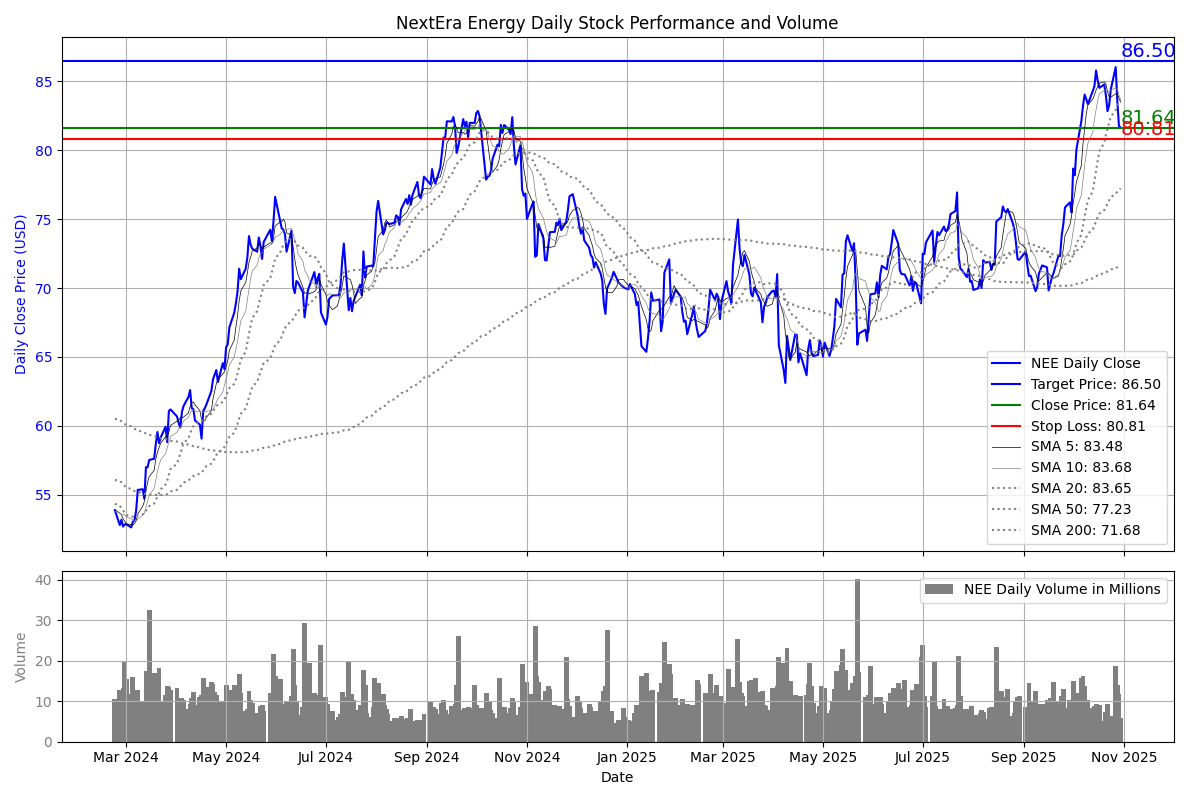 NextEra Energy Daily Stock Performance and Volume
Daily Close Price (USD)
85
80
75
70
65
60
55
86.50
81.64
80.81
NEE Daily Close
Target Price: 86.50
Close Price: 81.64
Stop Loss: 80.81
SMA 5: 83.48
SMA 10: 83.68
SMA 20: 83.65
SMA 50: 77.23
SMA 200: 71.68
Volume
40
30
20
10
0
NEE Daily Volume in Millions
Mar 2024 May 2024 Jul 2024 Sep 2024 Nov 2024 Jan 2025 Mar 2025 May 2025 Jul 2025 Sep 2025 Nov 2025
Date